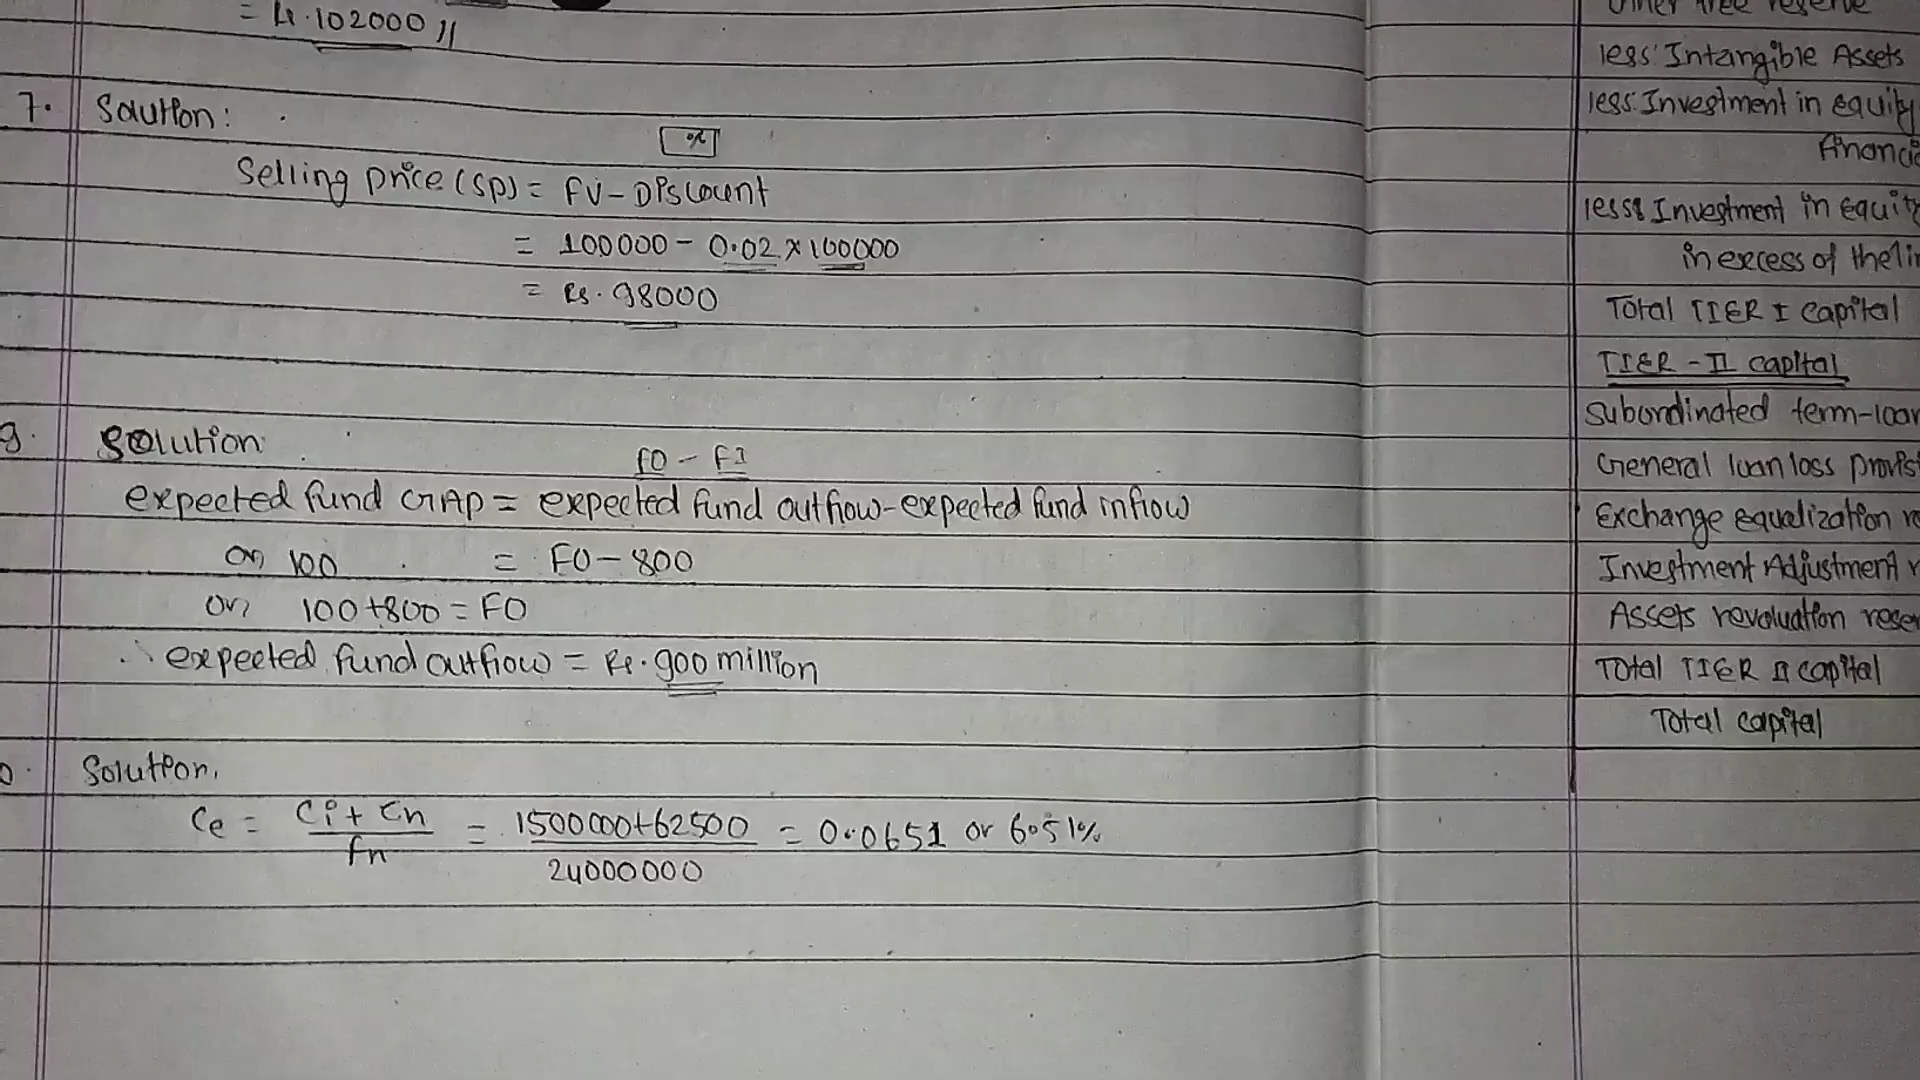 = Rs.102000 //
7. Solution:
%
Selling price (SP) = FV - Discount
= 100000 - 0.02 x 100000
= Rs. 98000
9. Solution:
FO - FI
expected fund GAP = expected fund outflow - expected fund inflow
or, 100 = FO - 800
or, 100+800 = FO
∴ expected fund outflow = Rs. 900 million
Solution,
Ce = Ci + Cn / fn = 1500000+62500 / 24000000 = 0.0651 or 6.51%
Other free reserve
less: Intangible Assets
less: Investment in equity
financi
less: Investment in equity
in excess of the li
Total TIER I capital
TIER - II capital
Subordinated term-loan
General loan loss provis
Exchange equalization re
Investment Adjustment r
Assets revaluation reser
Total TIER II capital
Total capital